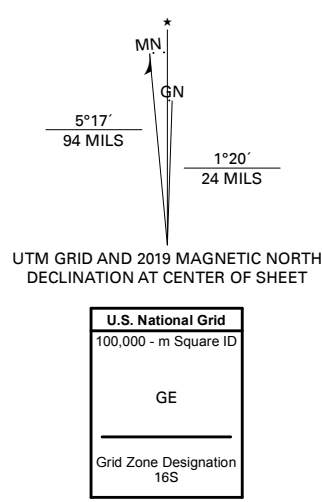 ★
MN
GN
5°17´
94 MILS
1°20´
24 MILS
UTM GRID AND 2019 MAGNETIC NORTH
DECLINATION AT CENTER OF SHEET
U.S. National Grid
100,000 - m Square ID
GE
Grid Zone Designation
16S